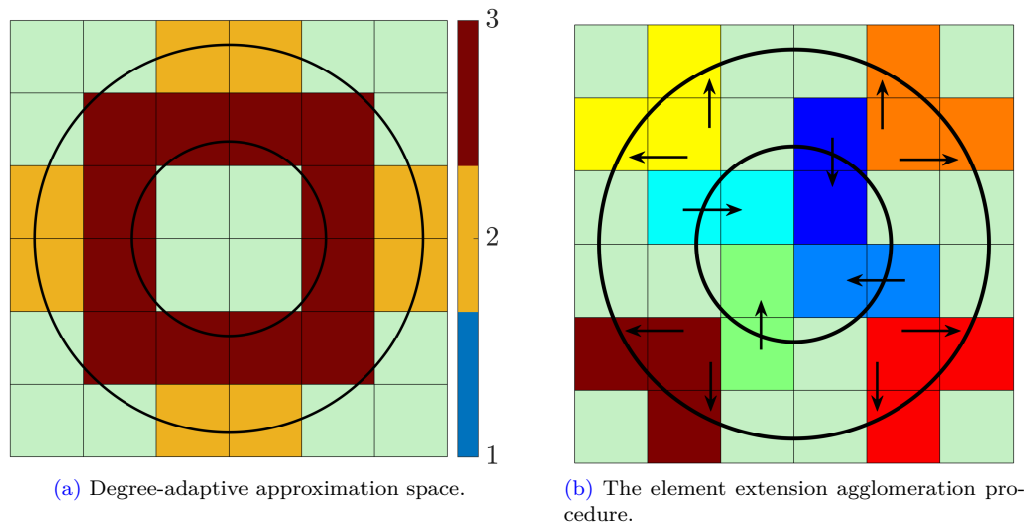 3
2
1
(a) Degree-adaptive approximation space.
(b) The element extension agglomeration pro-
cedure.